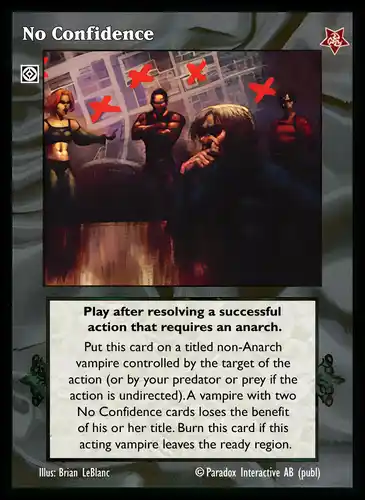 No Confidence
Play after resolving a successful
action that requires an anarch.
Put this card on a titled non-Anarch
vampire controlled by the target of the
action (or by your predator or prey if the
action is undirected). A vampire with two
No Confidence cards loses the benefit
of his or her title. Burn this card if this
acting vampire leaves the ready region.
Illus: Brian LeBlanc © Paradox Interactive AB (publ)